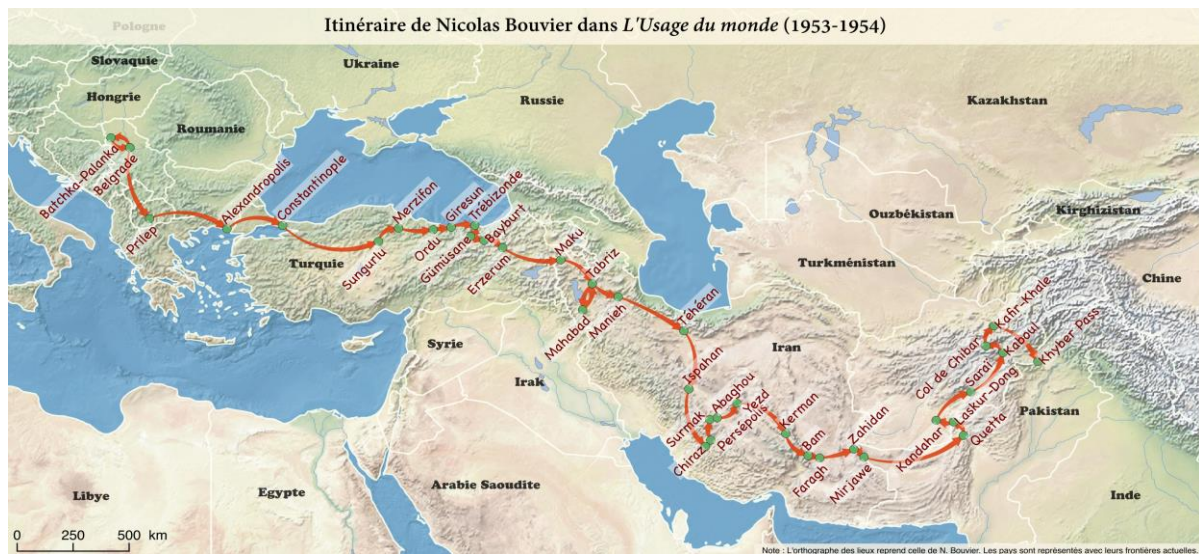 Itinéraire de Nicolas Bouvier dans L'Usage du monde (1953-1954)
Pologne
Slovaquie
Ukraine
Hongrie
Roumanie
Russie
Kazakhstan
Batchka-Palanka
Belgrade
Prilep
Alexandropolis
Constantinople
Turquie
Sungurlu
Merzifon
Ordu
Giresun
Trébizonde
Gümüsane
Bayburt
Erzerum
Maku
Tabriz
Mahabad
Manieh
Téhéran
Ouzbékistan
Kirghizistan
Turkménistan
Chine
Syrie
Irak
Iran
Ispahan
Surmak
Abaghou
Yezd
Persépolis
Chiraz
Kerman
Bam
Faragh
Zahidan
Mirjawe
Kandahar
Quetta
Laskur-Dong
Sarai
Kaboul
Col de Chibar
Kafir-Khale
Khyber Pass
Pakistan
Libye
Egypte
Arabie Saoudite
Inde
0 250 500 km
Note : L'orthographe des lieux reprend celle de N. Bouvier. Les pays sont représentés avec leurs frontières actuelles.